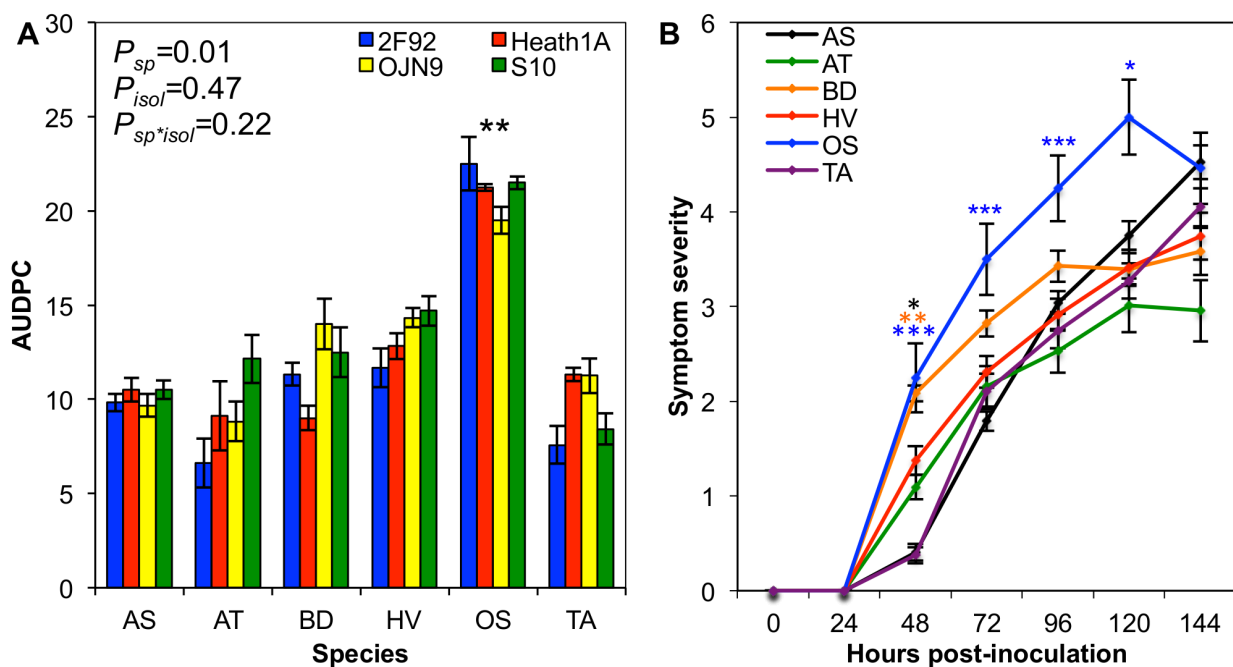 A
30
25
20
15
10
5
0
AUDPC
P_sp=0.01
P_isol=0.47
P_sp*isol=0.22
2F92 Heath1A
OJN9 S10
**
AS AT BD HV OS TA
Species
B
6
5
4
3
2
1
0
Symptom severity
AS
AT
BD
HV
OS
TA
*
**
***
***
***
*
0 24 48 72 96 120 144
Hours post-inoculation